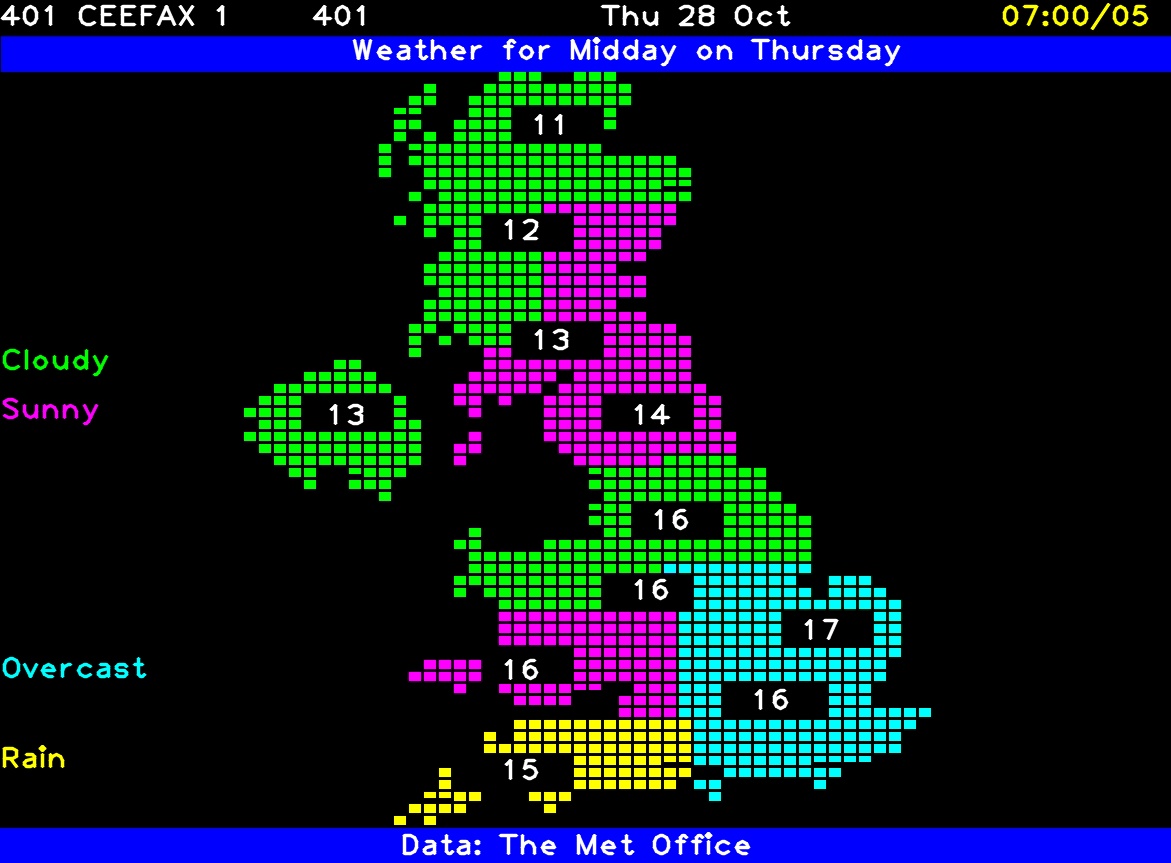 401 CEEFAX 1 401 Thu 28 Oct 07:00/05
Weather for Midday on Thursday
11
12
13
Clody
Sunny
13
14
16
16
17
Overcast
16
16
Rain
15
Data: The Met Office